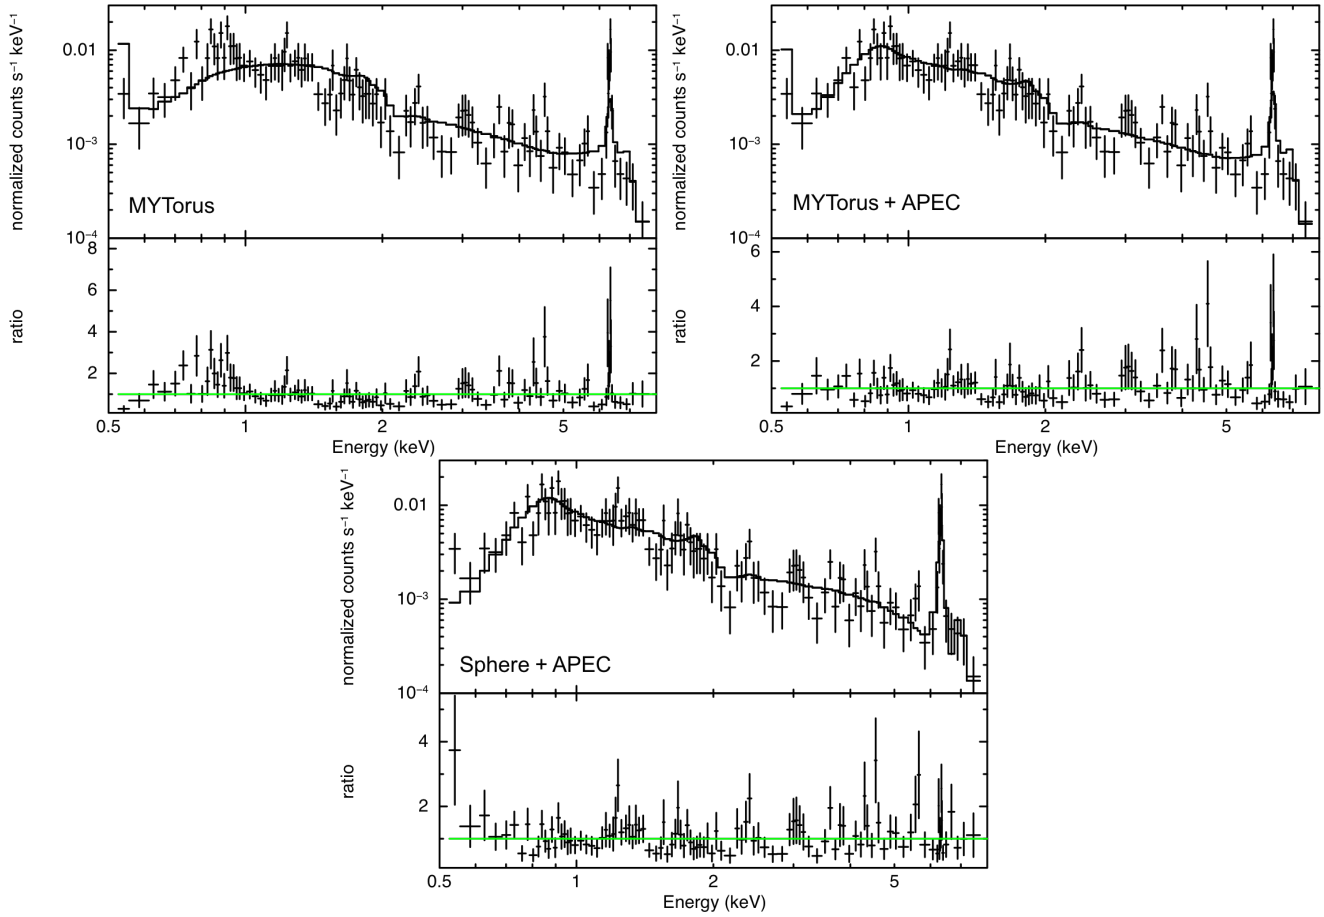 normalized counts s⁻¹ keV⁻¹
0.01
10⁻³
10⁻⁴
MYTorus
ratio
8
6
4
2
0.5 1 2 5
Energy (keV)
normalized counts s⁻¹ keV⁻¹
0.01
10⁻³
10⁻⁴
MYTorus + APEC
ratio
6
4
2
0.5 1 2 5
Energy (keV)
normalized counts s⁻¹ keV⁻¹
0.01
10⁻³
10⁻⁴
Sphere + APEC
ratio
4
2
0.5 1 2 5
Energy (keV)